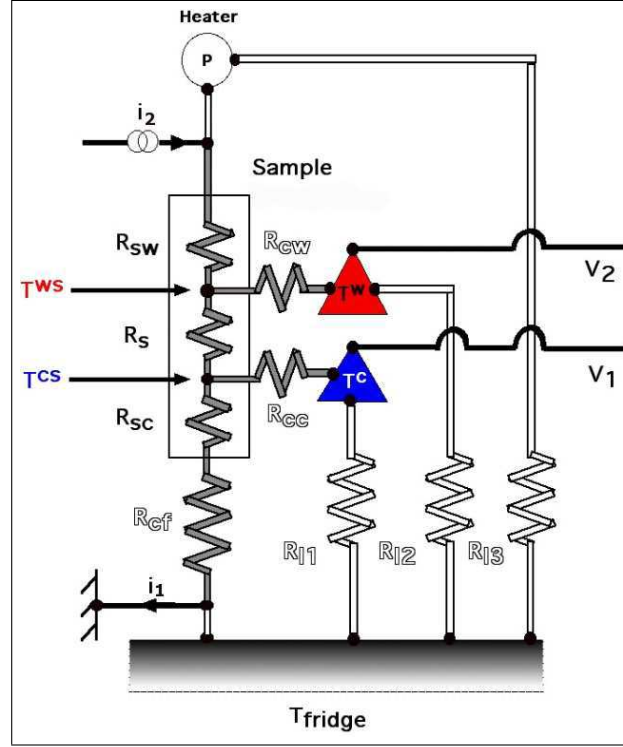 Heater
P
i2
Sample
RSW
Rcw
TWS
TW
V2
RS
TCS
TC
V1
Rcc
RSC
Rcf
Rl1
Rl2
Rl3
i1
Tfridge